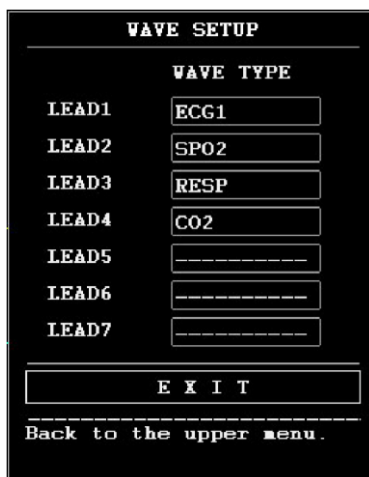 WAVE SETUP
WAVE TYPE
LEAD1 ECG1
LEAD2 SPO2
LEAD3 RESP
LEAD4 CO2
LEAD5 ----------
LEAD6 ----------
LEAD7 ----------
E X I T
Back to the upper menu.